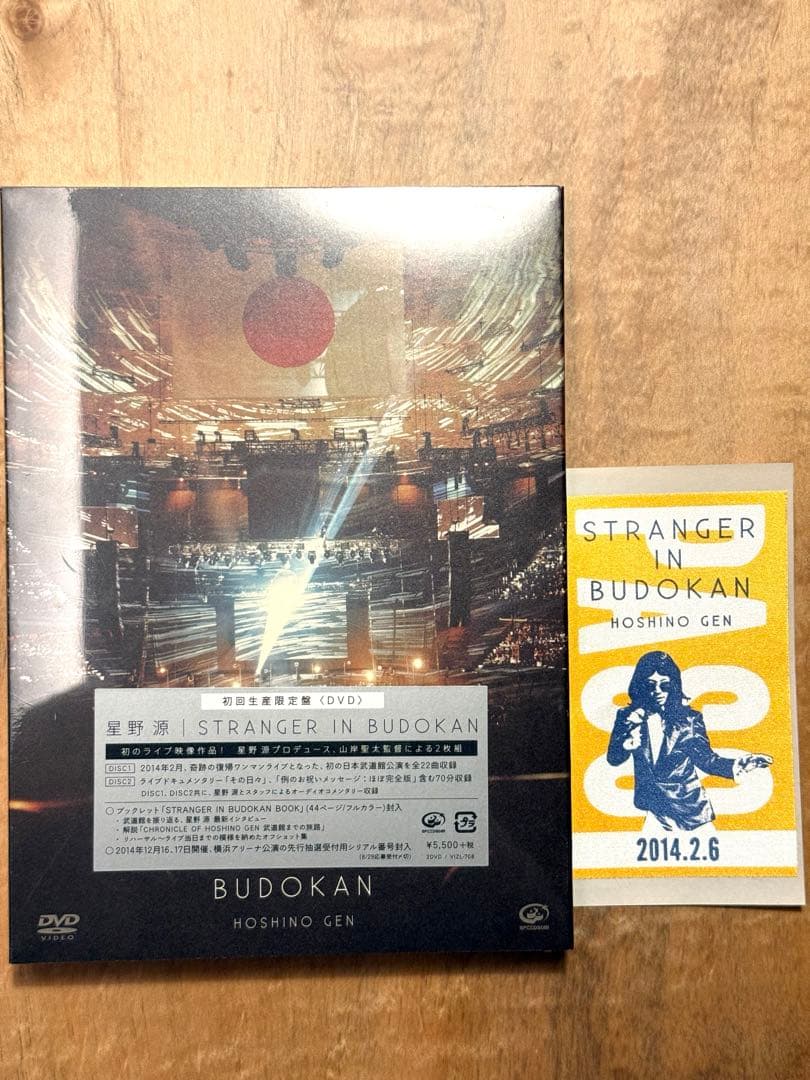 初回生産限定盤〈DVD〉
星野 源｜STRANGER IN BUDOKAN
初のライブ映像作品! 星野 源プロデュース、山岸聖太監督による2枚組
DISC1 2014年2月、奇跡の復帰ワンマンライブとなった、初の日本武道館公演を全22曲収録
DISC2 ライブドキュメンタリー「その日々」、「例のお祝いメッセージ:ほぼ完全版」含む70分収録
DISC1、DISC2共に、星野 源とスタッフによるオーディオコメンタリー収録
○ブックレット「STRANGER IN BUDOKAN BOOK」(44ページ/フルカラー)封入
・武道館を振り返る、星野 源 最新インタビュー
・解説「CHRONICLE OF HOSHINO GEN 武道館までの旅路」
・リハーサル〜ライブ当日までの模様を納めたオフショット集
○2014年12月16、17日開催、横浜アリーナ公演の先行抽選受付用シリアル番号封入
(8/29応募受付〆切)
SPEEDSTAR
¥5,500+税
2DVD / VIZL-708
BUDOKAN
HOSHINO GEN
DVD
VIDEO
STRANGER
IN
BUDOKAN
HOSHINO GEN
2014.2.6